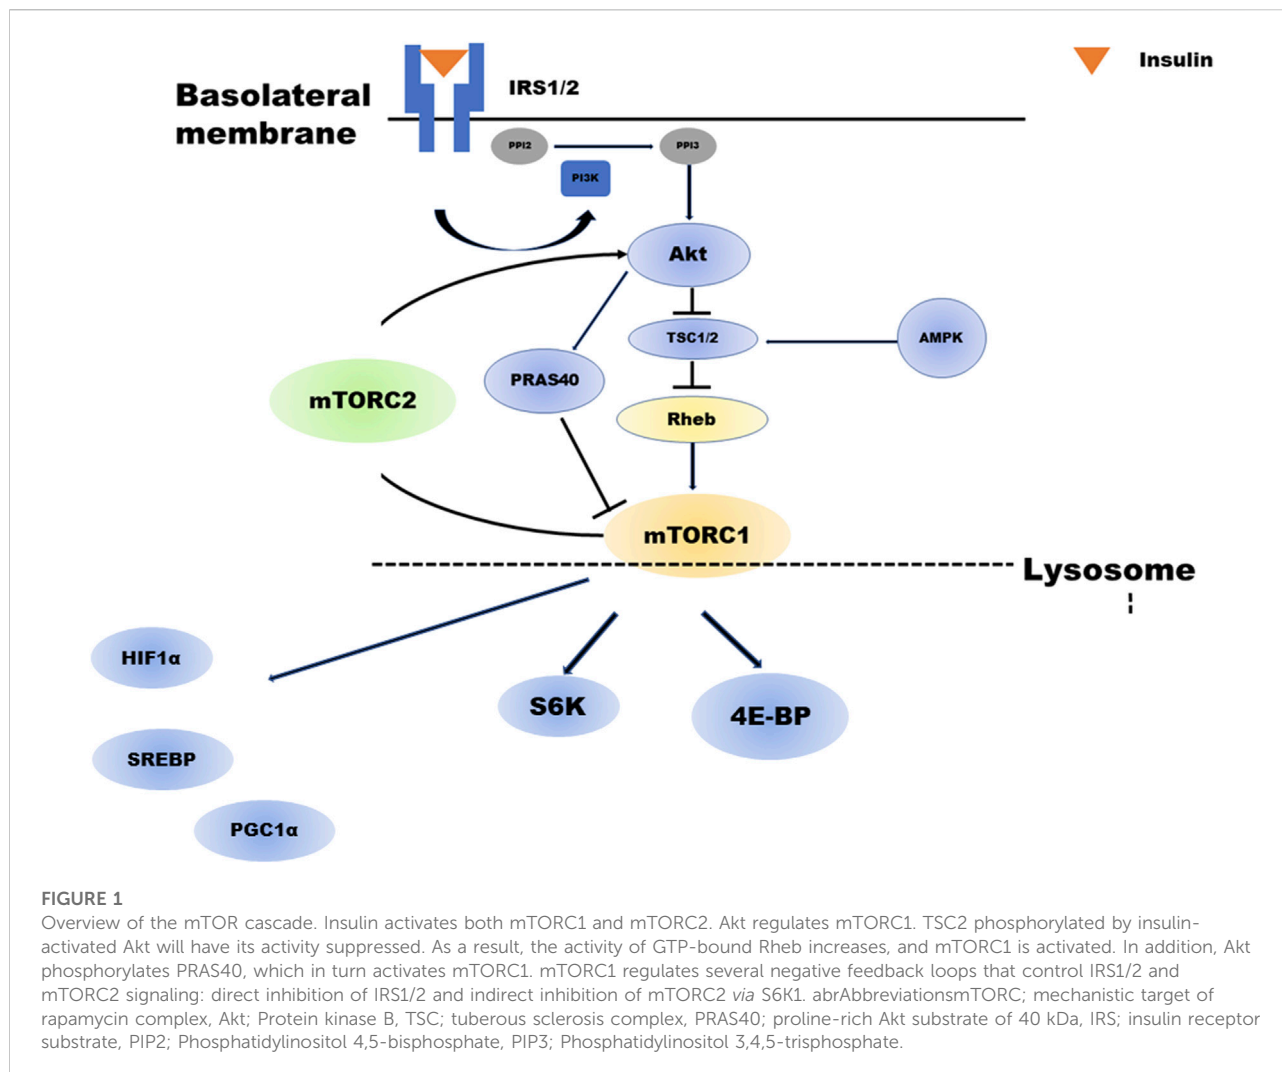 Insulin
IRS1/2
Basolateral
membrane
PPI2
PPI3
PI3K
Akt
TSC1/2
AMPK
PRAS40
mTORC2
Rheb
mTORC1
Lysosome
HIF1α
S6K
4E-BP
SREBP
PGC1α
FIGURE 1
Overview of the mTOR cascade. Insulin activates both mTORC1 and mTORC2. Akt regulates mTORC1. TSC2 phosphorylated by insulin-
activated Akt will have its activity suppressed. As a result, the activity of GTP-bound Rheb increases, and mTORC1 is activated. In addition, Akt
phosphorylates PRAS40, which in turn activates mTORC1. mTORC1 regulates several negative feedback loops that control IRS1/2 and
mTORC2 signaling: direct inhibition of IRS1/2 and indirect inhibition of mTORC2 via S6K1. abrAbbreviationsmTORC; mechanistic target of
rapamycin complex, Akt; Protein kinase B, TSC; tuberous sclerosis complex, PRAS40; proline-rich Akt substrate of 40 kDa, IRS; insulin receptor
substrate, PIP2; Phosphatidylinositol 4,5-bisphosphate, PIP3; Phosphatidylinositol 3,4,5-trisphosphate.